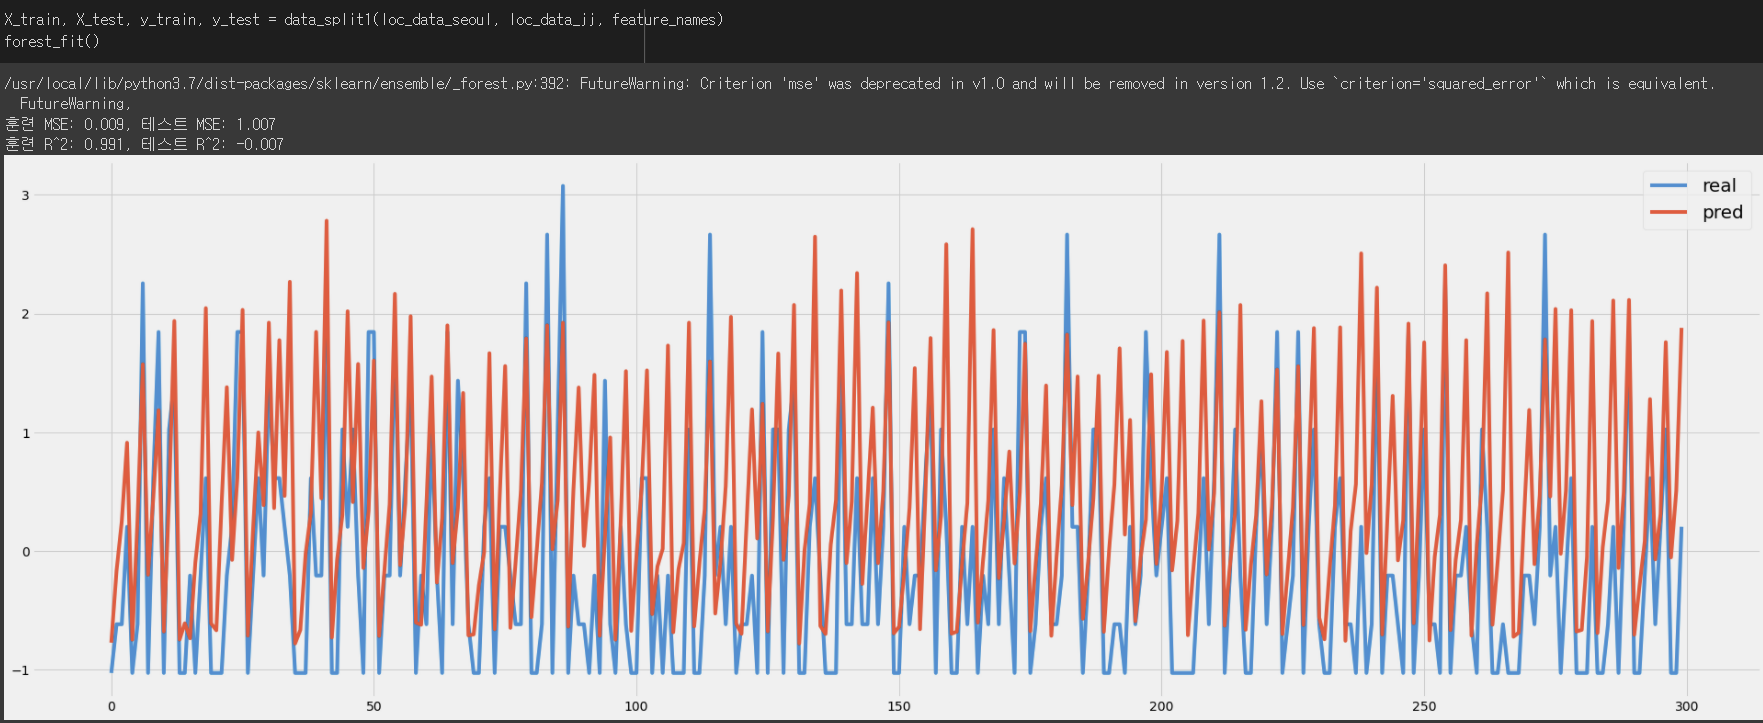 X_train, X_test, y_train, y_test = data_split1(loc_data_seoul, loc_data_jj, feature_names)
forest_fit()
/usr/local/lib/python3.7/dist-packages/sklearn/ensemble/_forest.py:392: FutureWarning: Criterion 'mse' was deprecated in v1.0 and will be removed in version 1.2. Use `criterion='squared_error'` which is equivalent.
FutureWarning,
훈련 MSE: 0.009, 테스트 MSE: 1.007
훈련 R^2: 0.991, 테스트 R^2: -0.007
real
pred
3
2
1
0
−1
0 50 100 150 200 250 300